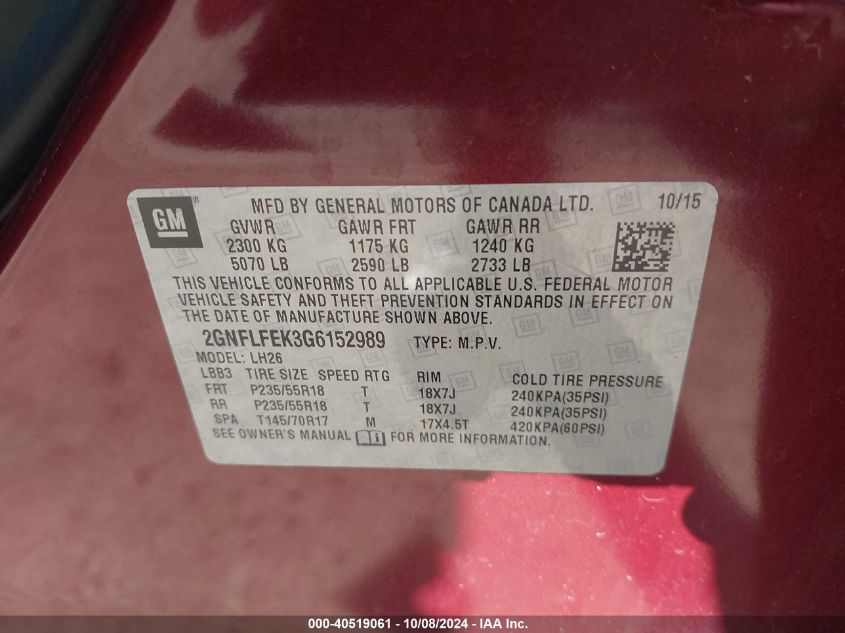 GM ® MFD BY GENERAL MOTORS OF CANADA LTD. 10/15
GVWR GAWR FRT GAWR RR
2300 KG 1175 KG 1240 KG
5070 LB 2590 LB 2733 LB
THIS VEHICLE CONFORMS TO ALL APPLICABLE U.S. FEDERAL MOTOR
VEHICLE SAFETY AND THEFT PREVENTION STANDARDS IN EFFECT ON
THE DATE OF MANUFACTURE SHOWN ABOVE.
2GNFLFEK3G6152989 TYPE: M.P.V.
MODEL: LH26
LBB3 TIRE SIZE SPEED RTG RIM COLD TIRE PRESSURE
FRT P235/55R18 T 18X7J 240KPA(35PSI)
RR P235/55R18 T 18X7J 240KPA(35PSI)
SPA T145/70R17 M 17X4.5T 420KPA(60PSI)
SEE OWNER'S MANUAL FOR MORE INFORMATION.
000-40519061 - 10/08/2024 - IAA Inc.